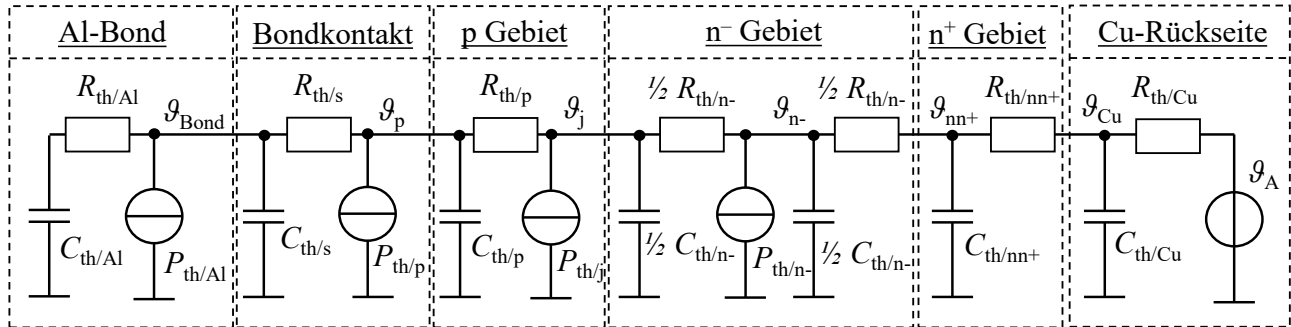 Al-Bond
Bondkontakt
p Gebiet
n⁻ Gebiet
n⁺ Gebiet
Cu-Rückseite
R_th/Al
ϑ_Bond
R_th/s
ϑ_p
R_th/p
ϑ_j
½ R_th/n-
ϑ_n-
½ R_th/n-
ϑ_nn+
R_th/nn+
ϑ_Cu
R_th/Cu
ϑ_A
C_th/Al
P_th/Al
C_th/s
P_th/p
C_th/p
P_th/j
½ C_th/n-
P_th/n-
½ C_th/n-
C_th/nn+
C_th/Cu